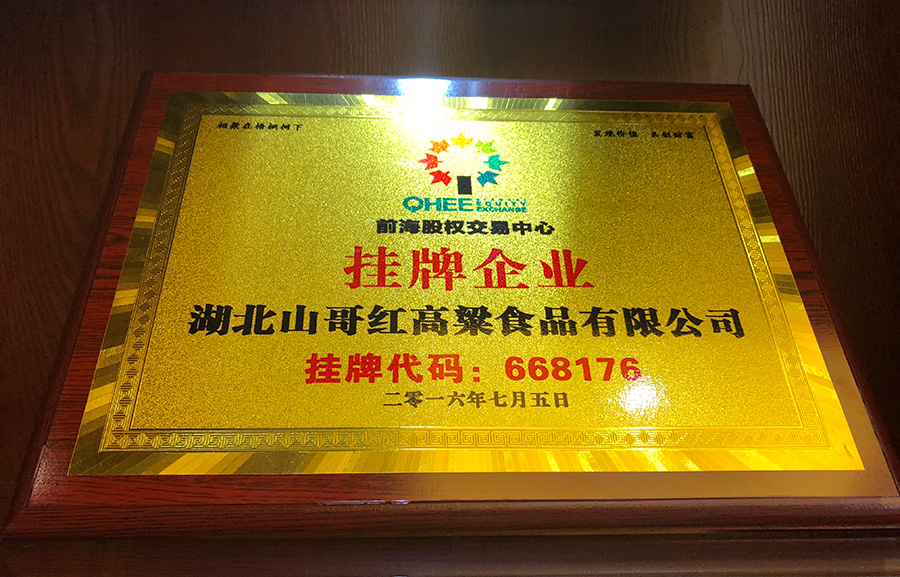 相聚在梧桐树下
发现价值 共创财富
QHEE EQUITY EXCHANGE
前海股权交易中心
挂牌企业
湖北山哥红高粱食品有限公司
挂牌代码：668176
二零一六年七月五日